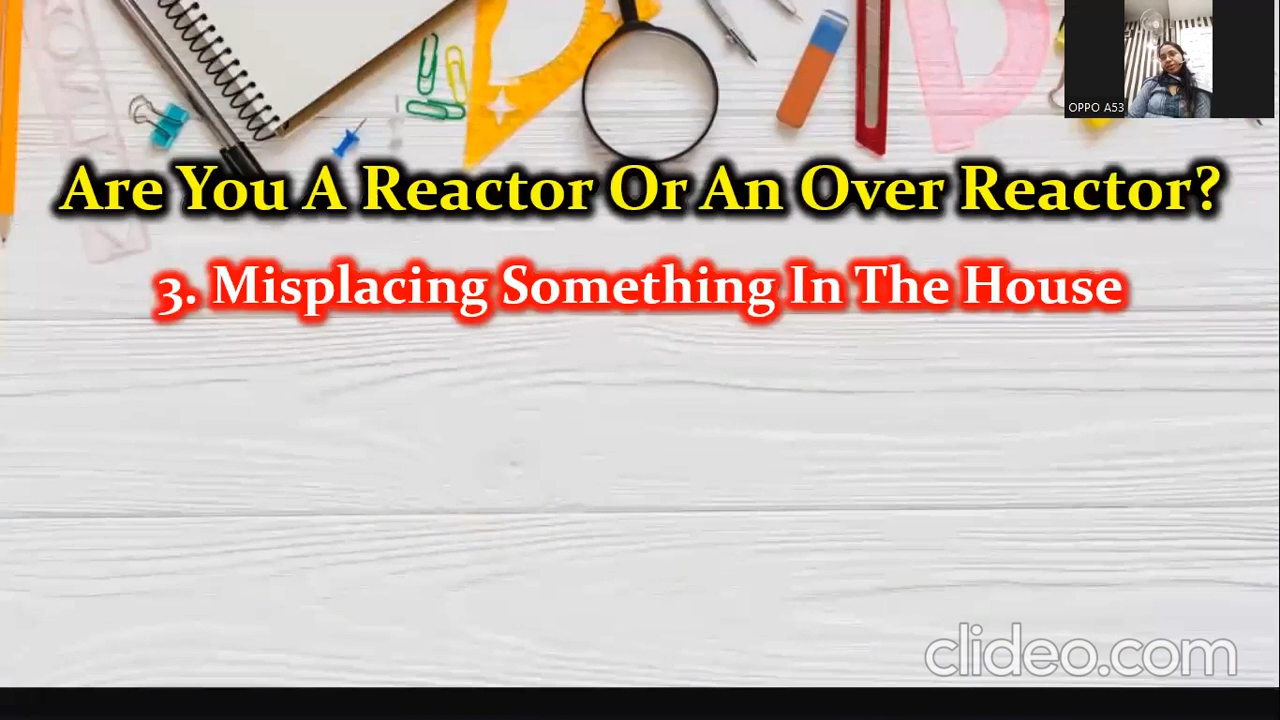 OPPO A53
Are You A Reactor Or An Over Reactor?
3. Misplacing Something In The House
clideo.com